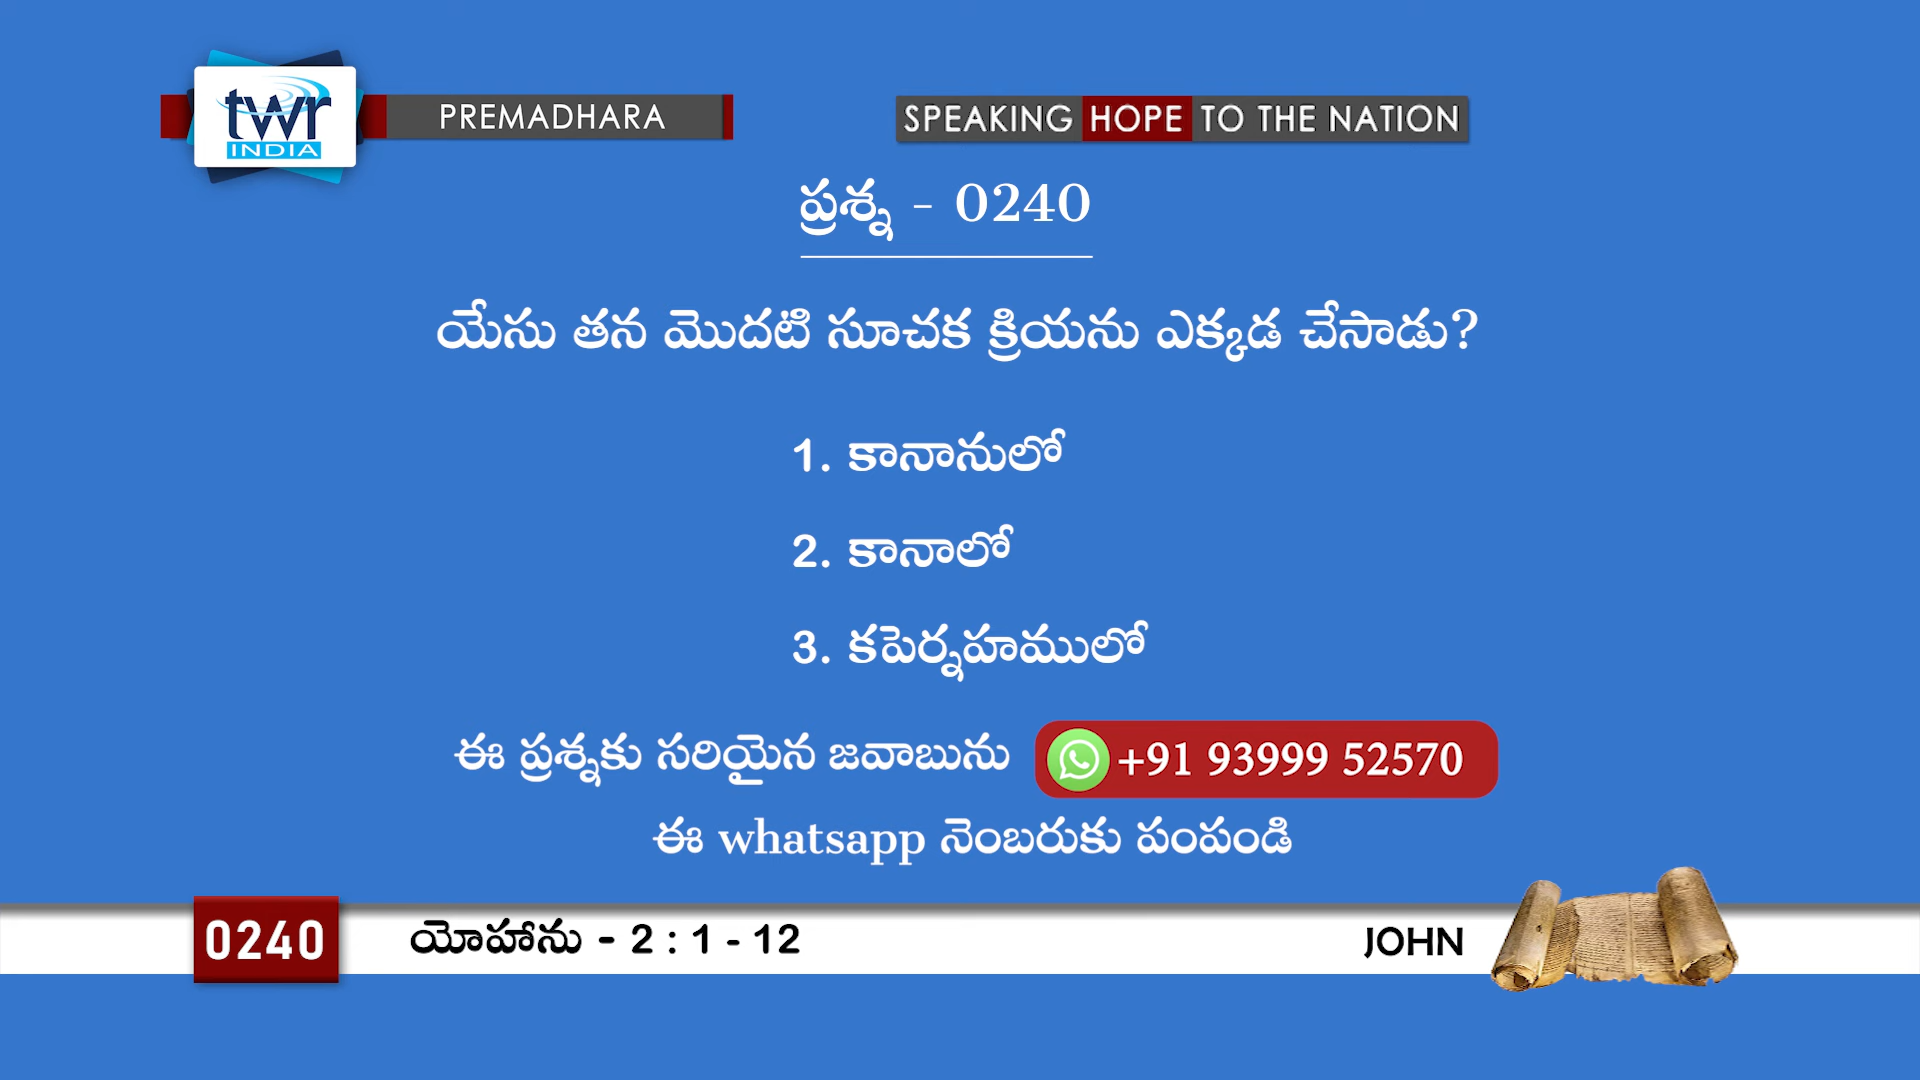 twr
INDIA
PREMADHARA
SPEAKING HOPE TO THE NATION
ప్రశ్న - 0240
యేసు తన మొదటి సూచక క్రియను ఎక్కడ చేసాడు?
1. కానానులో
2. కానాలో
3. కపెర్నహములో
ఈ ప్రశ్నకు సరియైన జవాబును +91 93999 52570
ఈ whatsapp నెంబరుకు పంపండి
0240 యోహాను - 2 : 1 - 12 JOHN